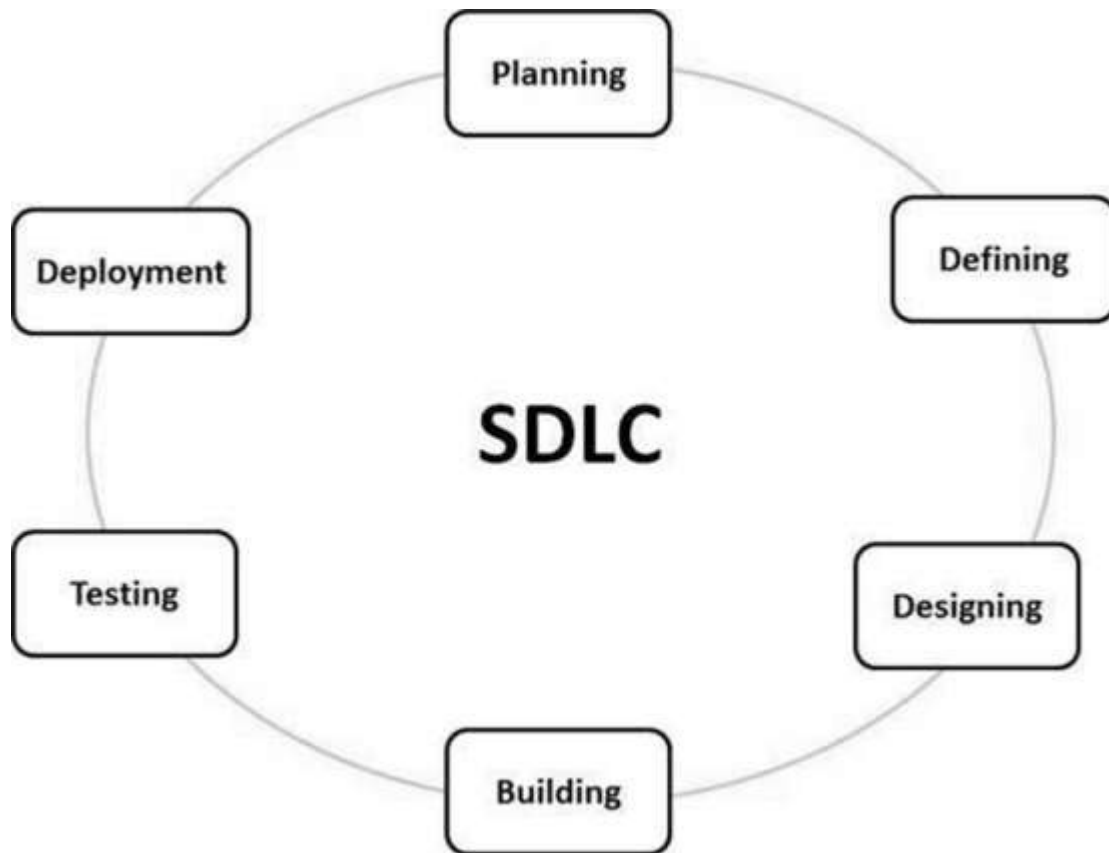 Planning
Defining
Designing
Building
Testing
Deployment
SDLC